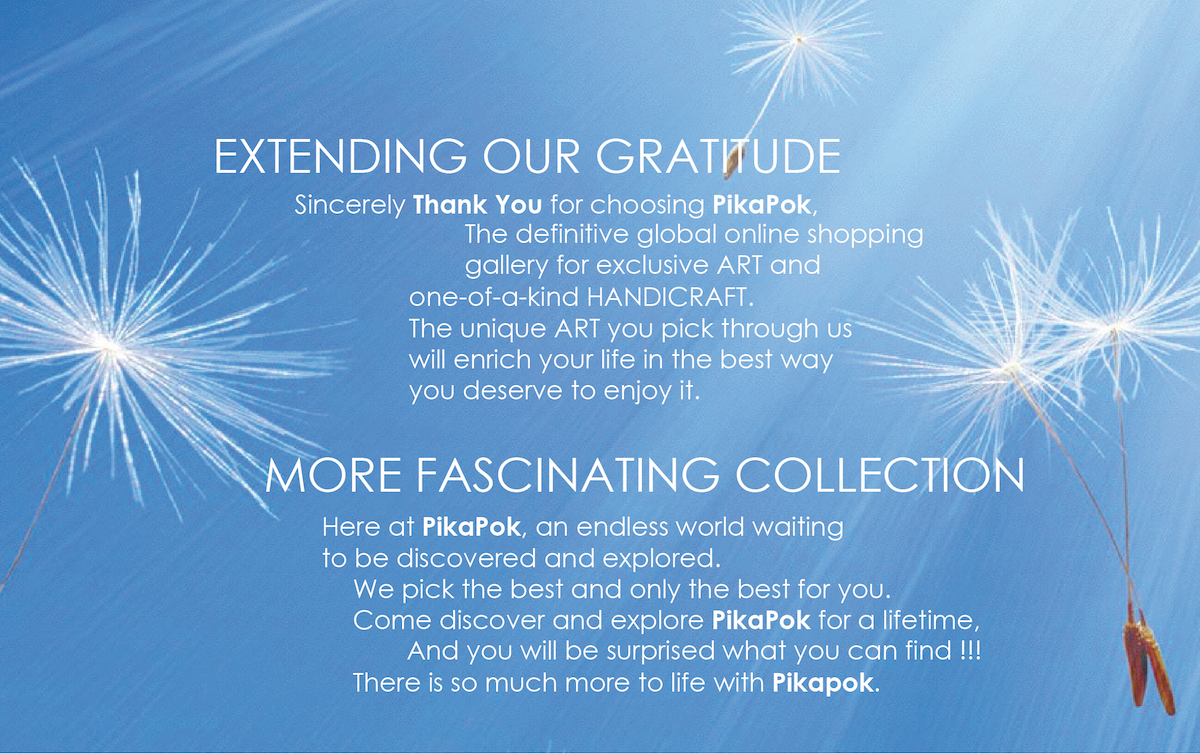 EXTENDING OUR GRATITUDE
Sincerely Thank You for choosing PikaPok,
The definitive global online shopping
gallery for exclusive ART and
one-of-a-kind HANDICRAFT.
The unique ART you pick through us
will enrich your life in the best way
you deserve to enjoy it.
MORE FASCINATING COLLECTION
Here at PikaPok, an endless world waiting
to be discovered and explored.
We pick the best and only the best for you.
Come discover and explore PikaPok for a lifetime,
And you will be surprised what you can find !!!
There is so much more to life with Pikapok.